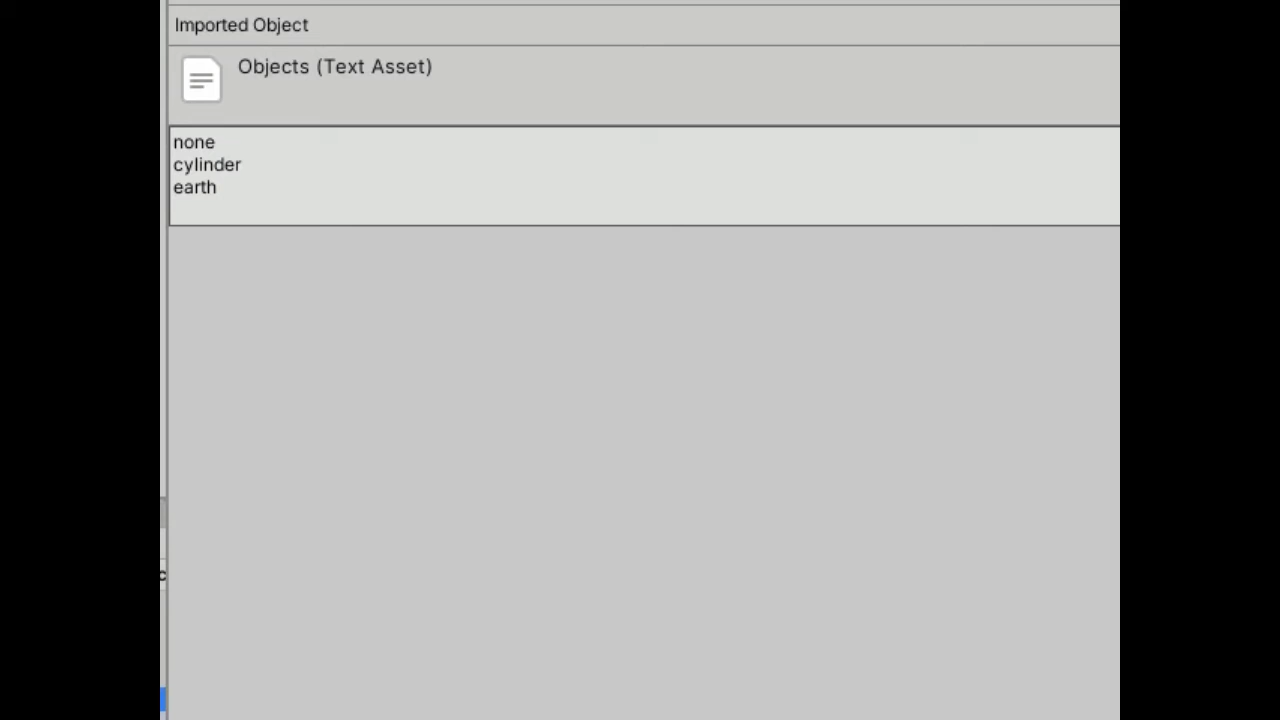 Imported Object
Objects (Text Asset)
none
cylinder
earth